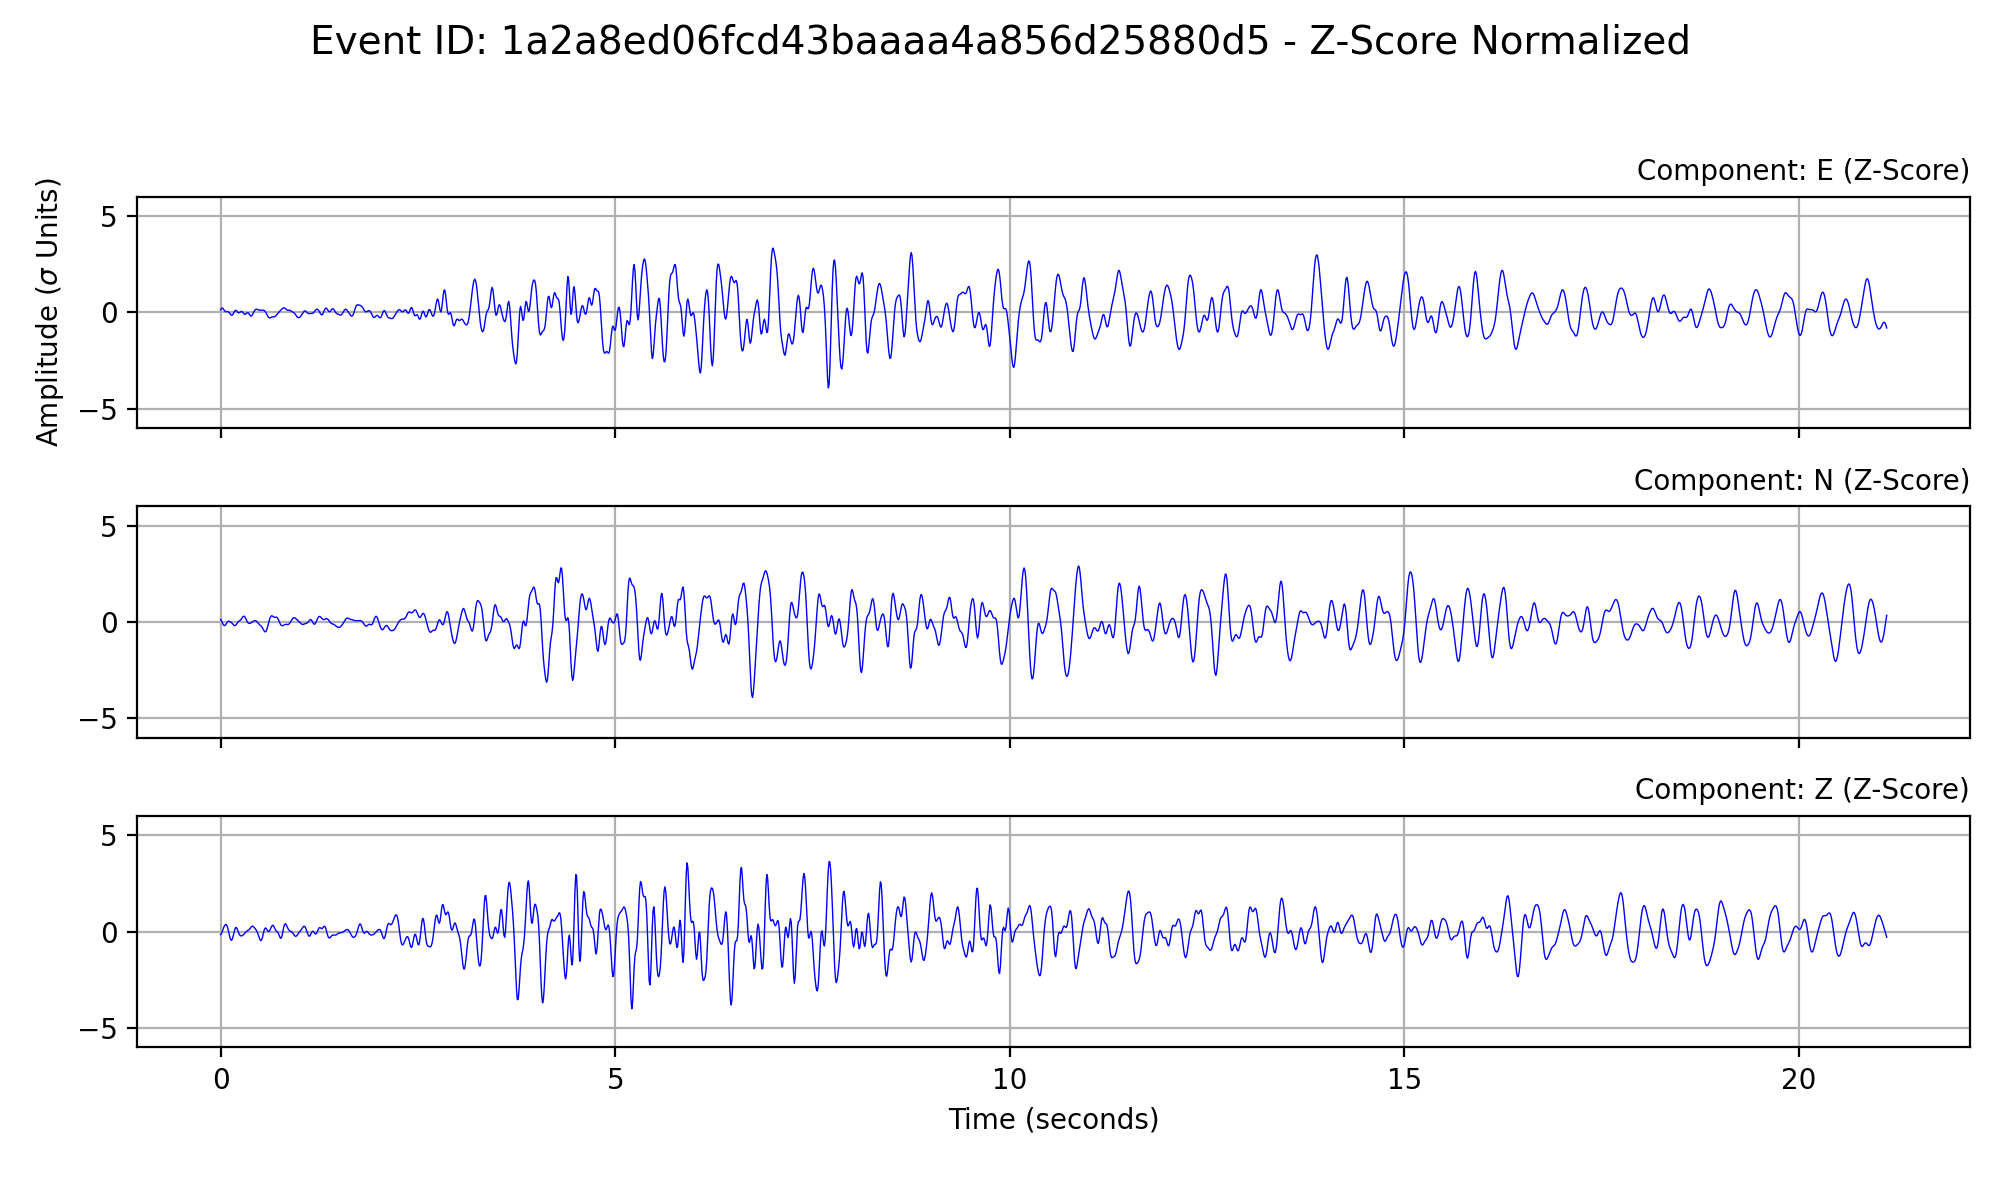 Event ID: 1a2a8ed06fcd43baaaa4a856d25880d5 - Z-Score Normalized
Component: E (Z-Score)
Amplitude (σ Units)
5
0
−5
Component: N (Z-Score)
5
0
−5
Component: Z (Z-Score)
5
0
−5
0 5 10 15 20
Time (seconds)